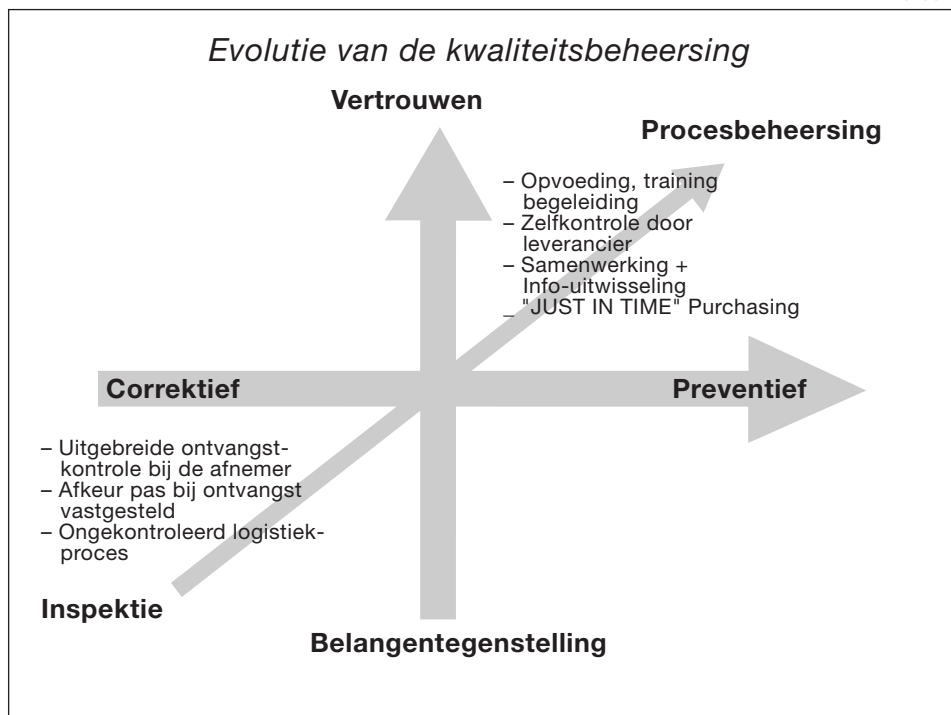 Evolutie van de kwaliteitsbeheersing
Vertrouwen
Procesbeheersing
– Opvoeding, training
begeleiding
– Zelfkontrole door
leverancier
– Samenwerking +
Info-uitwisseling
_ "JUST IN TIME" Purchasing
Correktief
Preventief
– Uitgebreide ontvangst-
kontrole bij de afnemer
– Afkeur pas bij ontvangst
vastgesteld
– Ongekontroleerd logistiek-
proces
Inspektie
Belangentegenstelling